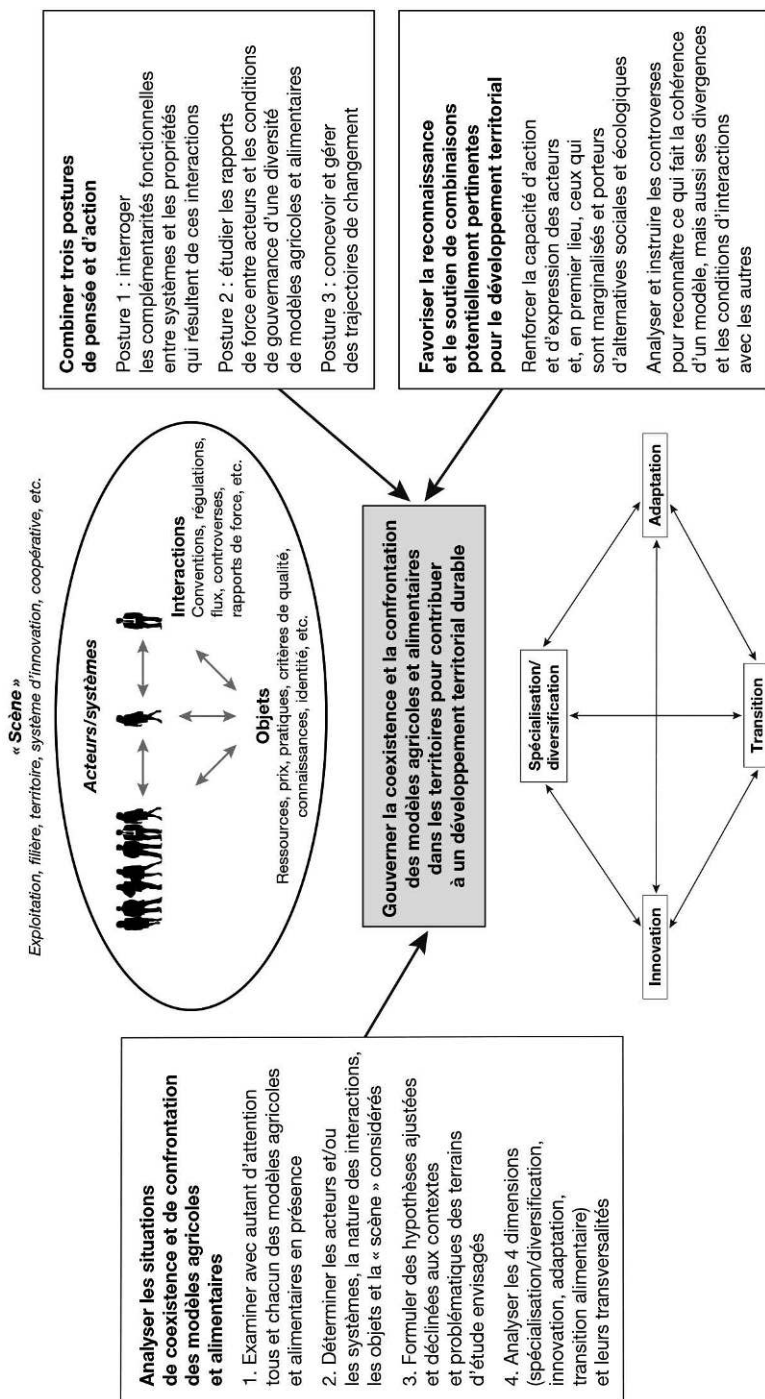 Analyser les situations
de coexistence et de confrontation
des modèles agricoles
et alimentaires
1. Examiner avec autant d'attention
tous et chacun des modèles agricoles
et alimentaires en présence
2. Déterminer les acteurs et/ou
les systèmes, la nature des interactions,
les objets et la « scène » considérés
3. Formuler des hypothèses ajustées
et déclinées aux contextes
et problématiques des terrains
d'étude envisagés
4. Analyser les 4 dimensions
(spécialisation/diversification,
innovation, adaptation,
transition alimentaire)
et leurs transversalités
« Scène »
Exploitation, filière, territoire, système d'innovation, coopérative, etc.
Acteurs/systèmes
Interactions
Conventions, régulations,
flux, controverses,
rapports de force, etc.
Objets
Ressources, prix, pratiques, critères de qualité,
connaissances, identité, etc.
Gouverner la coexistence et la confrontation
des modèles agricoles et alimentaires
dans les territoires pour contribuer
à un développement territorial durable
Spécialisation/
diversification
Innovation
Adaptation
Transition
Combiner trois postures
de pensée et d'action
Posture 1 : interroger
les complémentarités fonctionnelles
entre systèmes et les propriétés
qui résultent de ces interactions
Posture 2 : étudier les rapports
de force entre acteurs et les conditions
de gouvernance d'une diversité
de modèles agricoles et alimentaires
Posture 3 : concevoir et gérer
des trajectoires de changement
Favoriser la reconnaissance
et le soutien de combinaisons
potentiellement pertinentes
pour le développement territorial
Renforcer la capacité d'action
et d'expression des acteurs
et, en premier lieu, ceux qui
sont marginalisés et porteurs
d'alternatives sociales et écologiques
Analyser et instruire les controverses
pour reconnaître ce qui fait la cohérence
d'un modèle, mais aussi ses divergences
et les conditions d'interactions
avec les autres